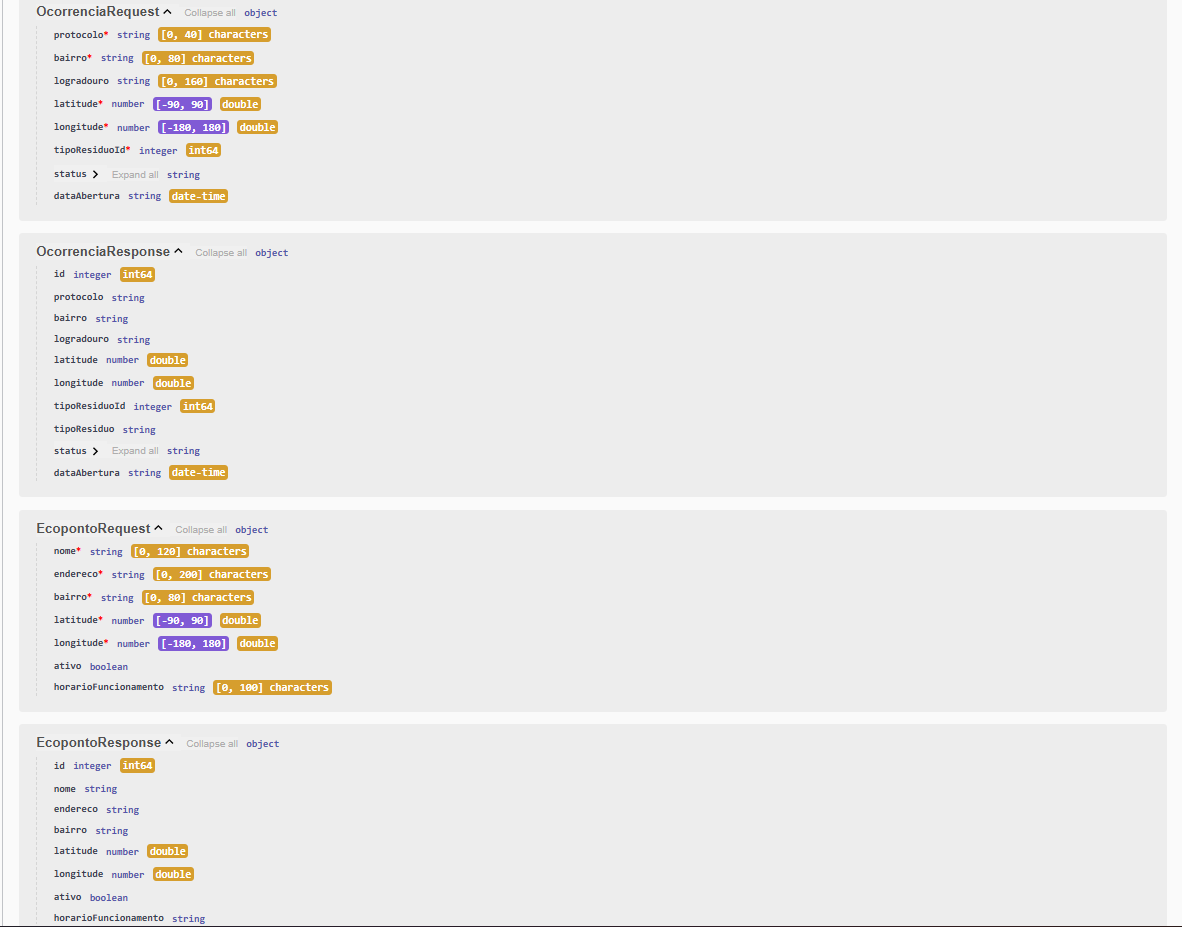 OcorrenciaRequest Collapse all object
protocolo* string [0, 40] characters
bairro* string [0, 80] characters
logradouro string [0, 160] characters
latitude* number [-90, 90] double
longitude* number [-180, 180] double
tipoResiduoId* integer int64
status Expand all string
dataAbertura string date-time
OcorrenciaResponse Collapse all object
id integer int64
protocolo string
bairro string
logradouro string
latitude number double
longitude number double
tipoResiduoId integer int64
tipoResiduo string
status Expand all string
dataAbertura string date-time
EcopontoRequest Collapse all object
nome* string [0, 120] characters
endereco* string [0, 200] characters
bairro* string [0, 80] characters
latitude* number [-90, 90] double
longitude* number [-180, 180] double
ativo boolean
horarioFuncionamento string [0, 100] characters
EcopontoResponse Collapse all object
id integer int64
nome string
endereco string
bairro string
latitude number double
longitude number double
ativo boolean
horarioFuncionamento string